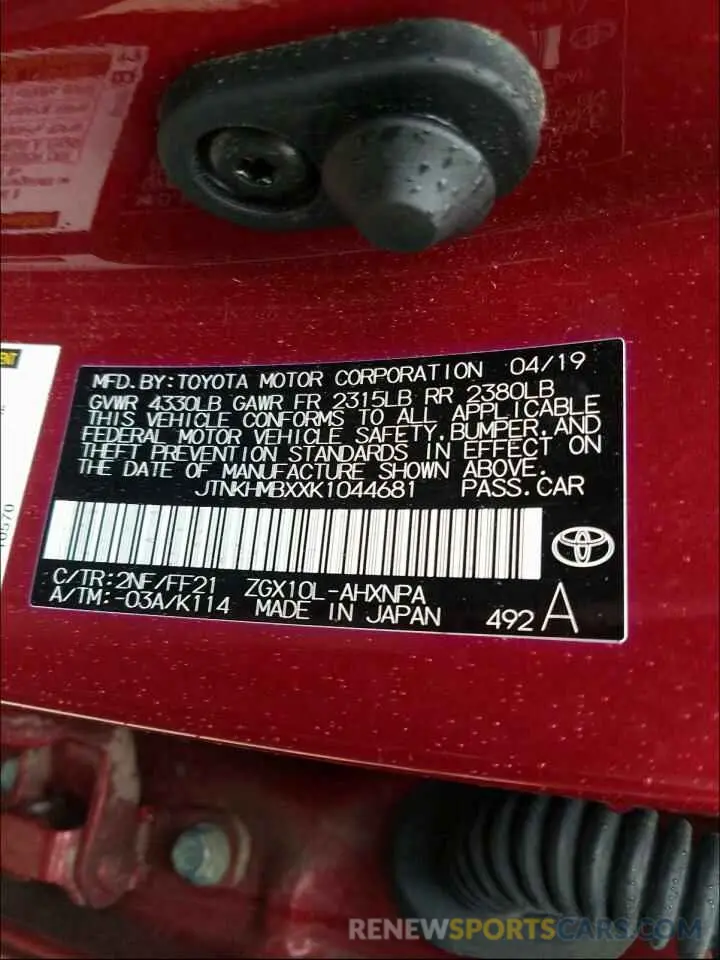 MFD.BY:TOYOTA MOTOR CORPORATION 04/19
GVWR 4330LB GAWR FR 2315LB RR 2380LB
THIS VEHICLE CONFORMS TO ALL APPLICABLE
FEDERAL MOTOR VEHICLE SAFETY,BUMPER,AND
THEFT PREVENTION STANDARDS IN EFFECT ON
THE DATE OF MANUFACTURE SHOWN ABOVE.
JTNKHMBXXK1044681 PASS.CAR
C/TR:2NF/FF21 ZGX10L-AHXNPA
A/TM:-03A/K114 MADE IN JAPAN 492 A
10570
RENEWSPORTSCARS.COM